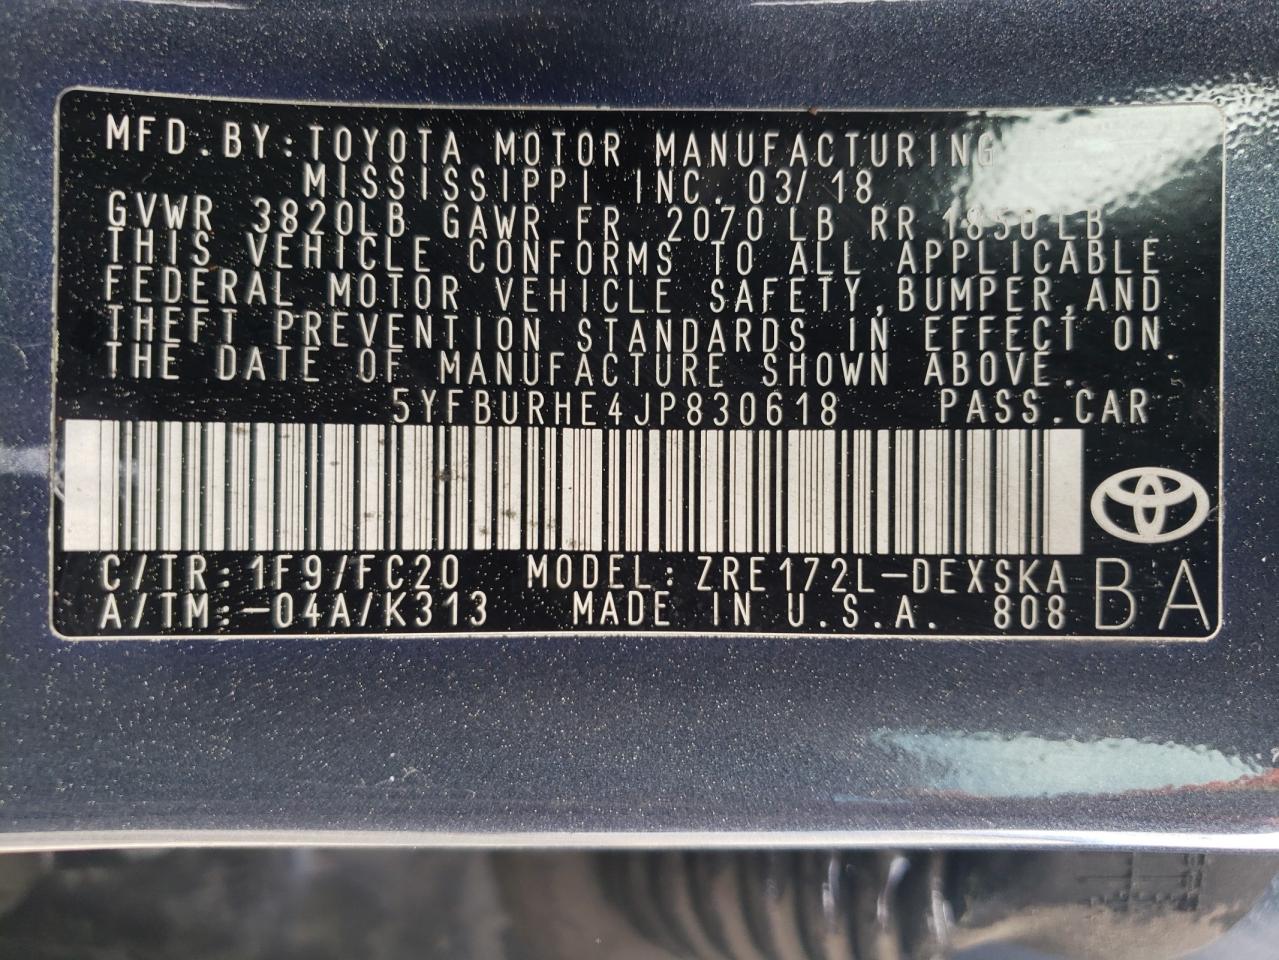 MFD.BY:TOYOTA MOTOR MANUFACTURING
MISSISSIPPI INC. 03/18
GVWR 3820LB GAWR FR 2070LB RR 1850LB
THIS VEHICLE CONFORMS TO ALL APPLICABLE
FEDERAL MOTOR VEHICLE SAFETY,BUMPER,AND
THEFT PREVENTION STANDARDS IN EFFECT ON
THE DATE OF MANUFACTURE SHOWN ABOVE.
5YFBURHE4JP830618 PASS.CAR
C/TR:1F9/FC20 MODEL:ZRE172L-DEXSKA
A/TM:-04A/K313 MADE IN U.S.A. 808 BA